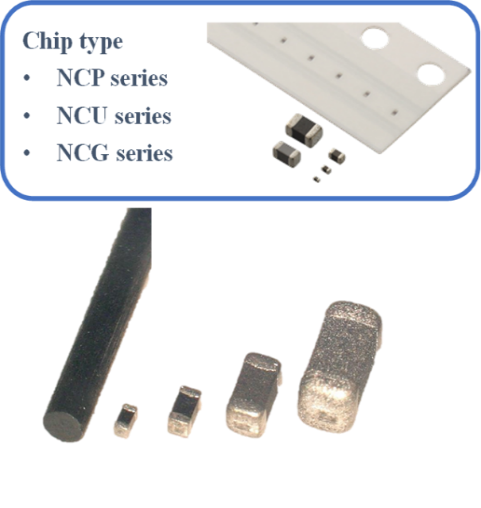 Chip type
• NCP series
• NCU series
• NCG series